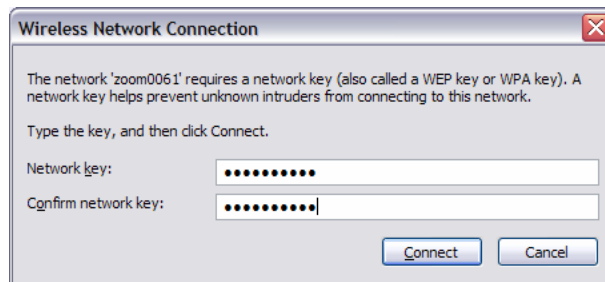 Wireless Network Connection
The network 'zoom0061' requires a network key (also called a WEP key or WPA key). A
network key helps prevent unknown intruders from connecting to this network.
Type the key, and then click Connect.
Network key: ●●●●●●●●●●
Confirm network key: ●●●●●●●●●●
Connect Cancel